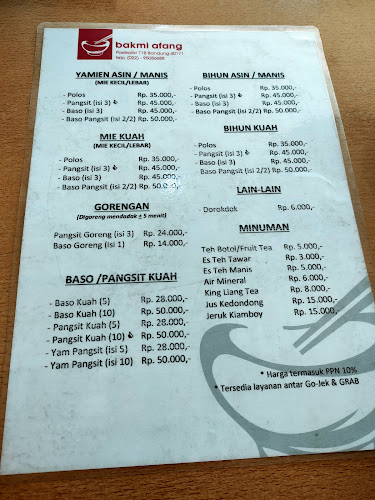 bakmi afang
Pasirkaliki 118 Bandung 40171
YAMIEN ASIN / MANIS
(MIE KECIL/LEBAR)
- Polos Rp. 35.000,-
- Pangsit (isi 3) Rp. 45.000,-
- Baso (isi 3) Rp. 45.000,-
- Baso Pangsit (isi 2/2) Rp. 50.000,-
MIE KUAH
(MIE KECIL/LEBAR)
- Polos Rp. 35.000,-
- Pangsit (isi 3) Rp. 45.000,-
- Baso (isi 3) Rp. 45.000,-
- Baso Pangsit (isi 2/2) Rp. 50.000,-
GORENGAN
(Digoreng mendadak ± 5 menit)
Pangsit Goreng (isi 3) Rp. 24.000,-
Baso Goreng (isi 1) Rp. 14.000,-
BASO /PANGSIT KUAH
- Baso Kuah (5) Rp. 28.000,-
- Baso Kuah (10) Rp. 50.000,-
- Pangsit Kuah (5) Rp. 28.000,-
- Pangsit Kuah (10) Rp. 50.000,-
- Yam Pangsit (isi 5) Rp. 28.000,-
- Yam Pangsit (isi 10) Rp. 50.000,-
BIHUN ASIN / MANIS
- Polos Rp. 35.000,-
- Pangsit (isi 3) Rp. 45.000,-
- Baso (isi 3) Rp. 45.000,-
- Baso Pangsit (isi 2/2) Rp. 50.000,-
BIHUN KUAH
- Polos Rp. 35.000,-
- Pangsit (isi 3) Rp. 45.000,-
- Baso (isi 3) Rp. 45.000,-
- Baso Pangsit (isi 2/2) Rp. 50.000,-
LAIN-LAIN
- Dorokdok Rp. 6.000,-
MINUMAN
Teh Botol/Fruit Tea Rp. 5.000,-
Es Teh Tawar Rp. 3.000,-
Es Teh Manis Rp. 5.000,-
Air Mineral Rp. 6.000,-
King Liang Tea Rp. 8.000,-
Jus Kedondong Rp. 15.000,-
Jeruk Kiamboy Rp. 15.000,-
* Harga termasuk PPN 10%
* Tersedia layanan antar Go-Jek & GRAB